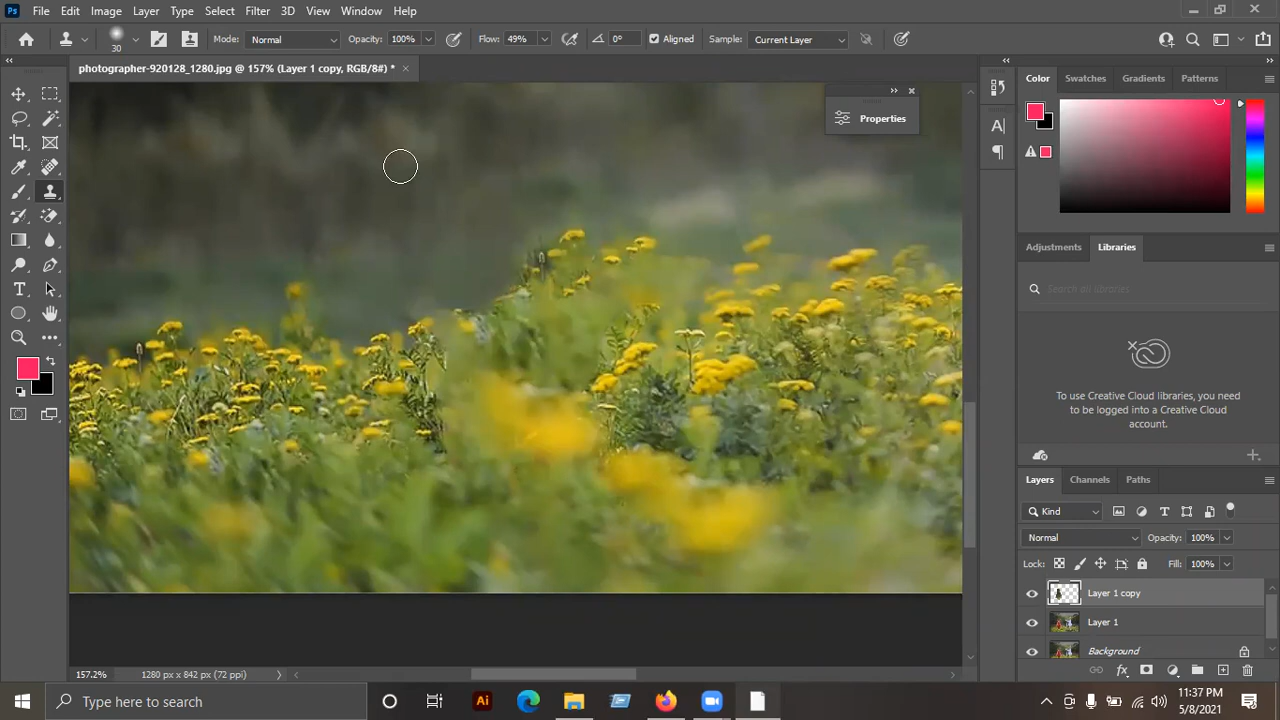 Ps File Edit Image Layer Type Select Filter 3D View Window Help
30 Mode: Normal Opacity: 100% Flow: 49% 0° Aligned Sample: Current Layer
photographer-920128_1280.jpg @ 157% (Layer 1 copy, RGB/8#) *
Properties
Color Swatches Gradients Patterns
Adjustments Libraries
Search all libraries
To use Creative Cloud libraries, you
need to be logged into a Creative Cloud
account.
Layers Channels Paths
Kind
Normal Opacity: 100%
Lock: Fill: 100%
Layer 1 copy
Layer 1
Background
157.2% 1280 px x 842 px (72 ppi)
Type here to search
Ai
11:37 PM
5/8/2021